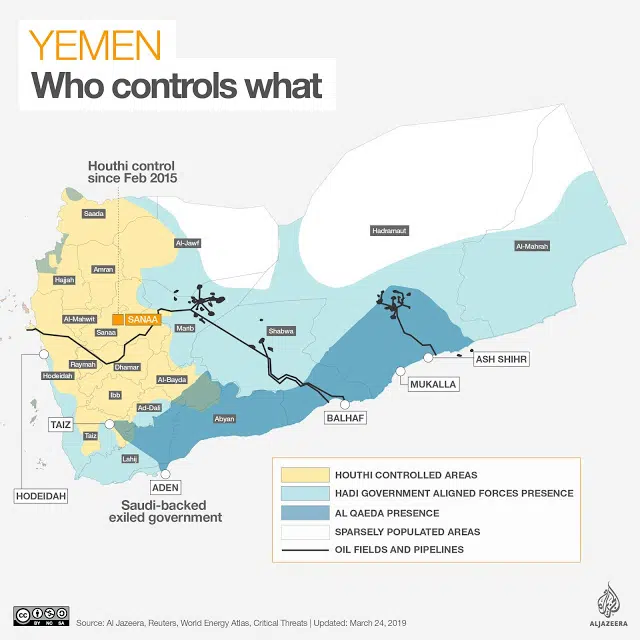 YEMEN
Who controls what
Houthi control
since Feb 2015
Saada
Al-Jawf
Hadramaut
Al-Mahrah
Amran
Hajjah
Al-Mahwit
SANAA
Sanaa
Marib
Shabwa
Raymah
Dhamar
Hodeidah
Al-Bayda
Ibb
Ad-Dali
Abyan
TAIZ
Taiz
Lahij
ASH SHIHR
MUKALLA
BALHAF
HODEIDAH
ADEN
Saudi-backed
exiled government
HOUTHI CONTROLLED AREAS
HADI GOVERNMENT ALIGNED FORCES PRESENCE
AL QAEDA PRESENCE
SPARSELY POPULATED AREAS
OIL FIELDS AND PIPELINES
cc BY NC SA
Source: Al Jazeera, Reuters, World Energy Atlas, Critical Threats | Updated: March 24, 2019
ALJAZEERA